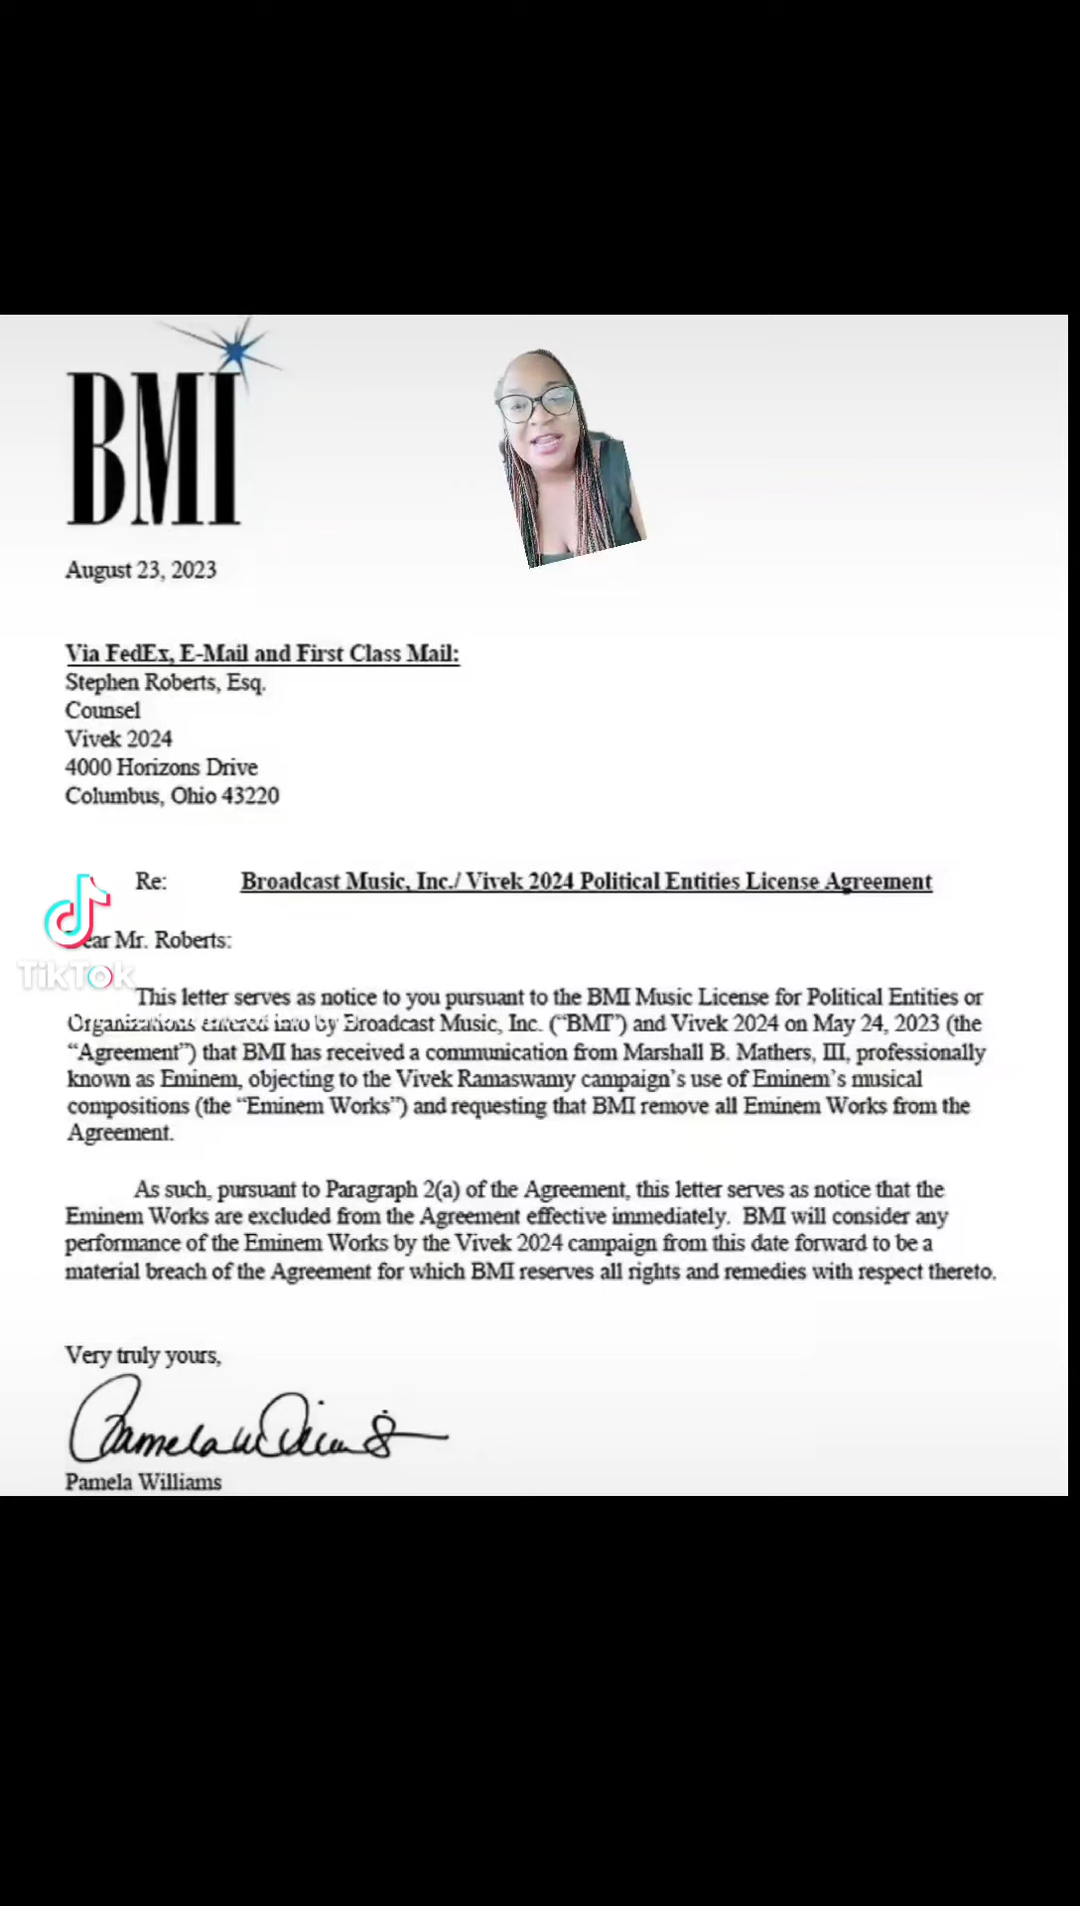 BMI
August 23, 2023
Via FedEx, E-Mail and First Class Mail:
Stephen Roberts, Esq.
Counsel
Vivek 2024
4000 Horizons Drive
Columbus, Ohio 43220
Re: Broadcast Music, Inc./ Vivek 2024 Political Entities License Agreement
ear Mr. Roberts:
TikTok
This letter serves as notice to you pursuant to the BMI Music License for Political Entities or
Organizations entered into by Broadcast Music, Inc. (“BMI”) and Vivek 2024 on May 24, 2023 (the
“Agreement”) that BMI has received a communication from Marshall B. Mathers, III, professionally
known as Eminem, objecting to the Vivek Ramaswamy campaign’s use of Eminem’s musical
compositions (the “Eminem Works”) and requesting that BMI remove all Eminem Works from the
Agreement.
As such, pursuant to Paragraph 2(a) of the Agreement, this letter serves as notice that the
Eminem Works are excluded from the Agreement effective immediately. BMI will consider any
performance of the Eminem Works by the Vivek 2024 campaign from this date forward to be a
material breach of the Agreement for which BMI reserves all rights and remedies with respect thereto.
Very truly yours,
Pamela Williams
Pamela Williams